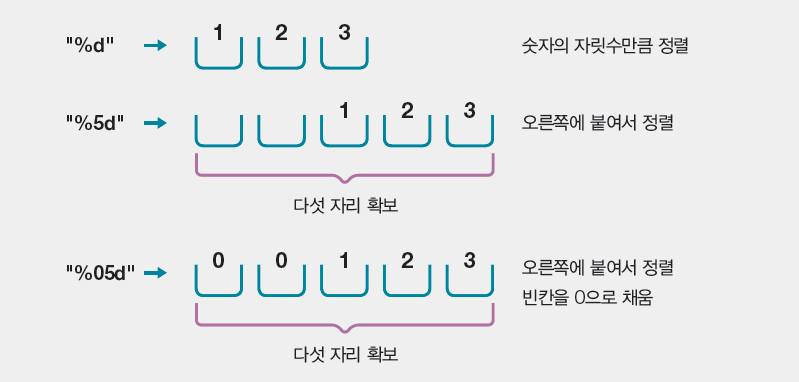 "%d" 1 2 3 숫자의 자릿수만큼 정렬
"%5d" 1 2 3 오른쪽에 붙여서 정렬
다섯 자리 확보
"%05d" 0 0 1 2 3 오른쪽에 붙여서 정렬
빈칸을 0으로 채움
다섯 자리 확보